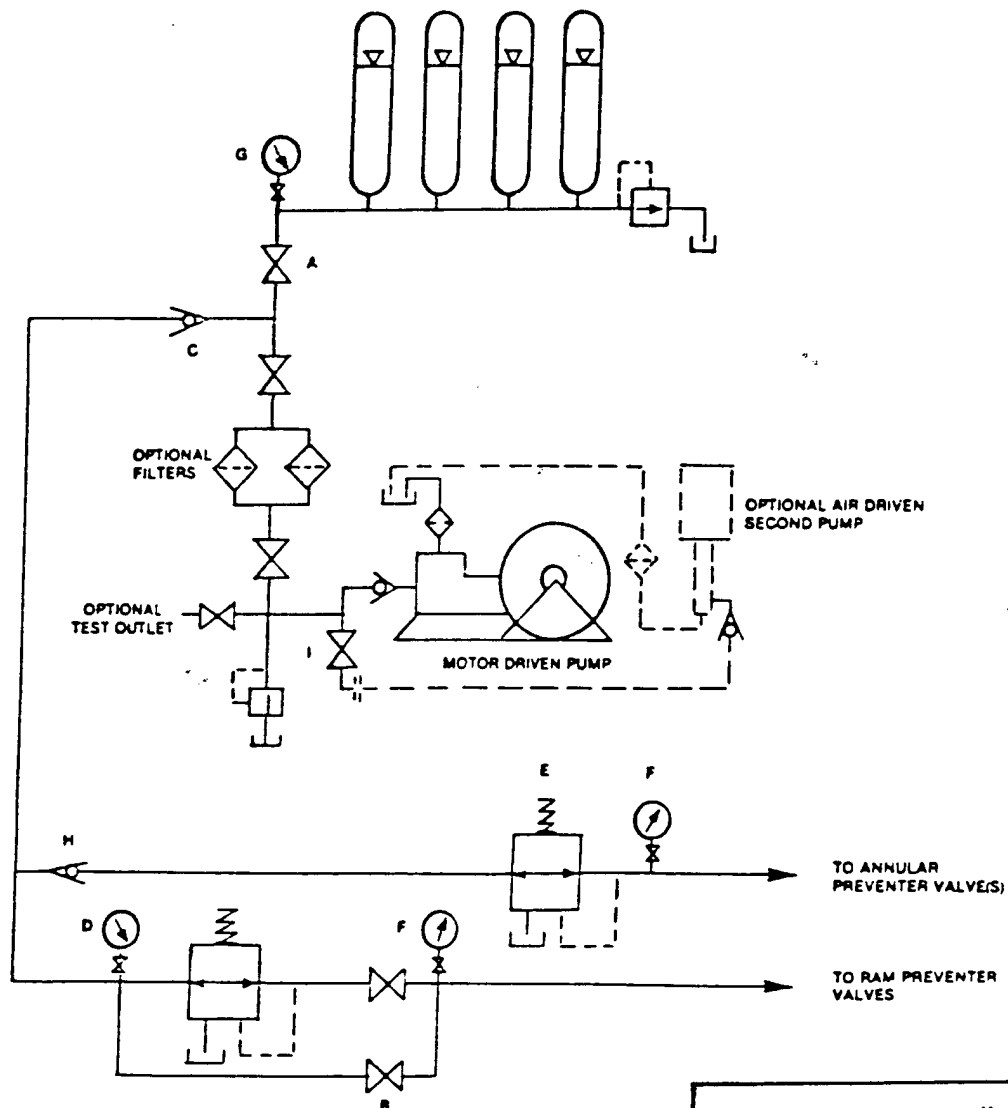 G
A
C
OPTIONAL
FILTERS
OPTIONAL AIR DRIVEN
SECOND PUMP
OPTIONAL
TEST OUTLET
I
MOTOR DRIVEN PUMP
E
F
H
TO ANNULAR
PREVENTER VALVE(S)
D
F
TO RAM PREVENTER
VALVES